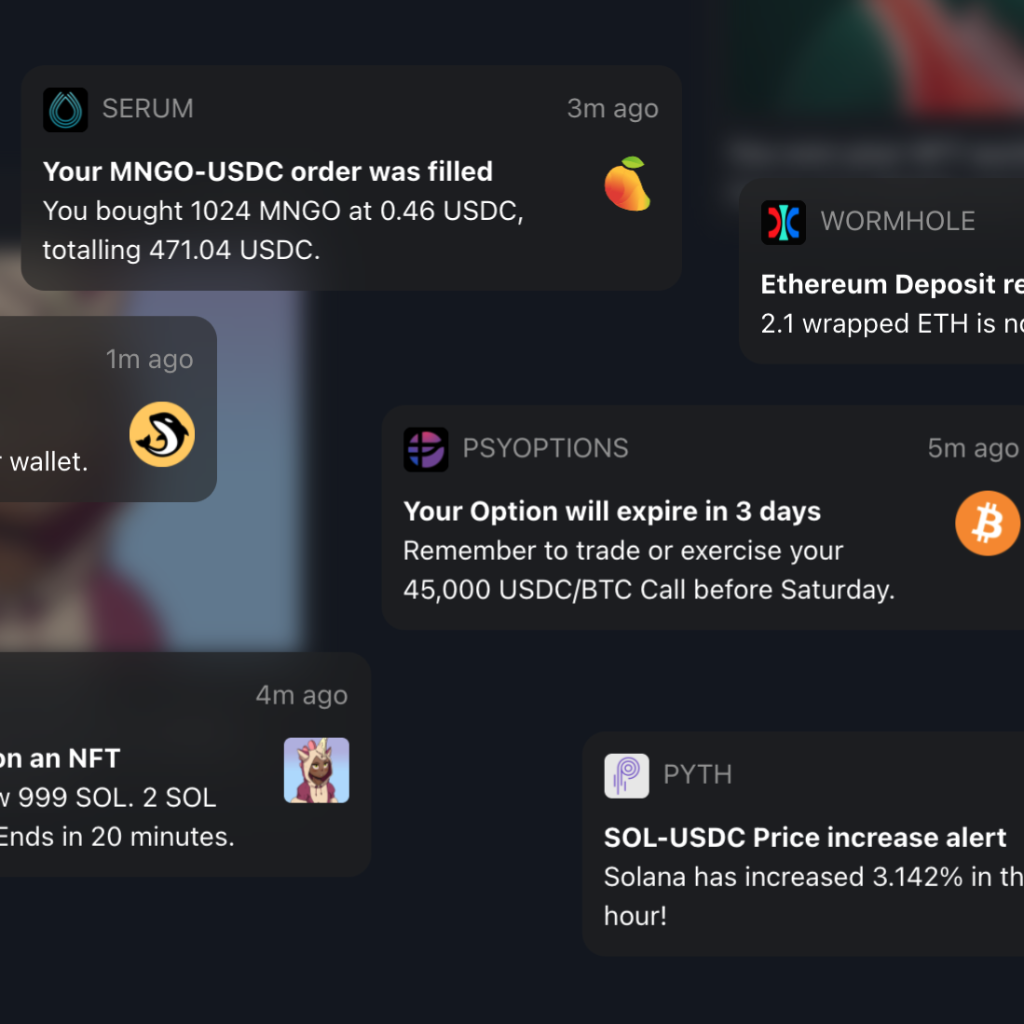 SERUM 3m ago
Your MNGO-USDC order was filled
You bought 1024 MNGO at 0.46 USDC,
totalling 471.04 USDC.
WORMHOLE
Ethereum Deposit re
2.1 wrapped ETH is no
1m ago
wallet.
PSYOPTIONS 5m ago
Your Option will expire in 3 days
Remember to trade or exercise your
45,000 USDC/BTC Call before Saturday.
4m ago
on an NFT
w 999 SOL. 2 SOL
Ends in 20 minutes.
PYTH
SOL-USDC Price increase alert
Solana has increased 3.142% in th
hour!